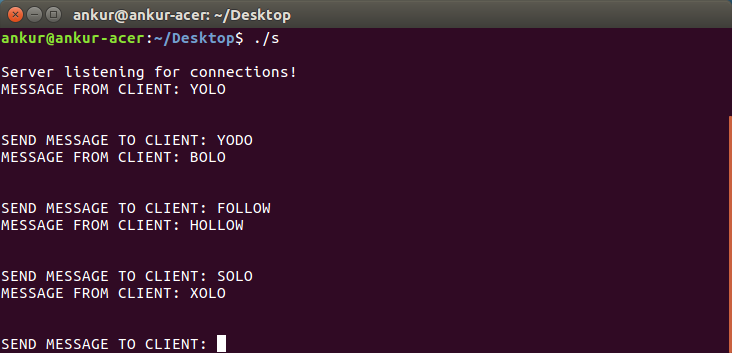 ankur@ankur-acer: ~/Desktop
ankur@ankur-acer:~/Desktop$ ./s
Server listening for connections!
MESSAGE FROM CLIENT: YOLO
SEND MESSAGE TO CLIENT: YODO
MESSAGE FROM CLIENT: BOLO
SEND MESSAGE TO CLIENT: FOLLOW
MESSAGE FROM CLIENT: HOLLOW
SEND MESSAGE TO CLIENT: SOLO
MESSAGE FROM CLIENT: XOLO
SEND MESSAGE TO CLIENT: